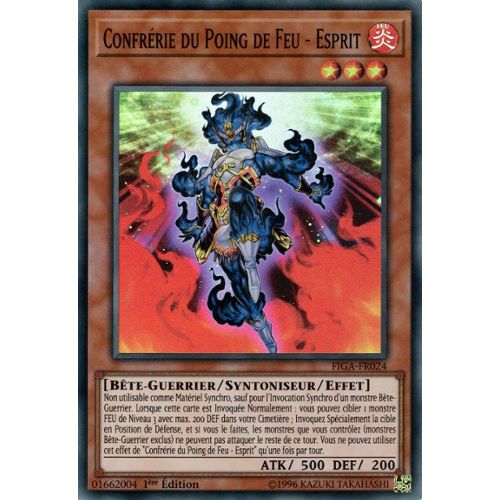 Confrérie du Poing de Feu - Esprit
FEU
炎
FIGA-FR024
[Bête-Guerrier/Syntoniseur/Effet]
Non utilisable comme Matériel Synchro, sauf pour l'Invocation Synchro d'un monstre Bête-
Guerrier. Lorsque cette carte est Invoquée Normalement : vous pouvez cibler 1 monstre
FEU de Niveau 3 avec max. 200 DEF dans votre Cimetière ; Invoquez Spécialement la cible
en Position de Défense, et si vous le faites, les monstres que vous contrôlez (monstres
Bête-Guerrier exclus) ne peuvent pas attaquer le reste de ce tour. Vous ne pouvez utiliser
cet effet de "Confrérie du Poing de Feu - Esprit" qu'une fois par tour.
ATK/ 500 DEF/ 200
01662004 1ère Édition ©1996 KAZUKI TAKAHASHI